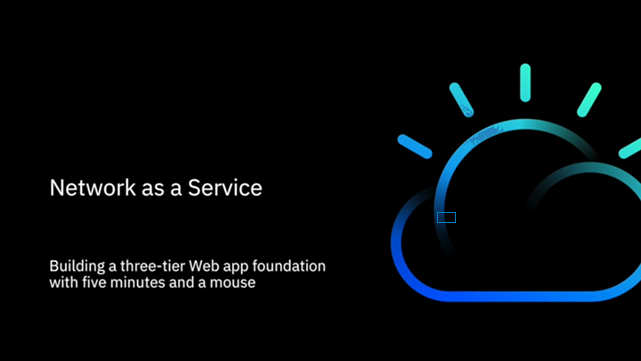 Network as a Service
Building a three-tier Web app foundation
with five minutes and a mouse